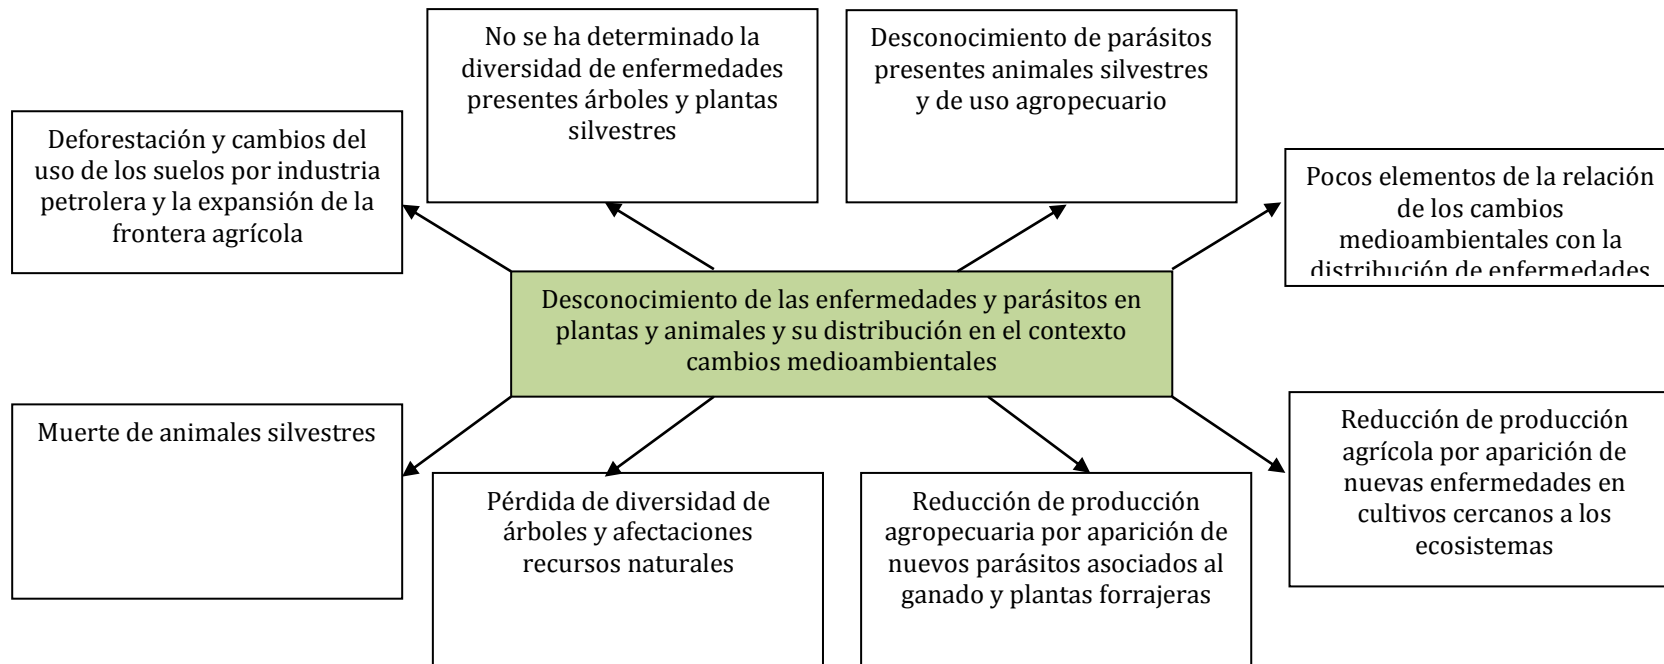 No se ha determinado la
diversidad de enfermedades
presentes árboles y plantas
silvestres
Desconocimiento de parásitos
presentes animales silvestres
y de uso agropecuario
Deforestación y cambios del
uso de los suelos por industria
petrolera y la expansión de la
frontera agrícola
Pocos elementos de la relación
de los cambios
medioambientales con la
distribución de enfermedades
Desconocimiento de las enfermedades y parásitos en
plantas y animales y su distribución en el contexto
cambios medioambientales
Muerte de animales silvestres
Pérdida de diversidad de
árboles y afectaciones
recursos naturales
Reducción de producción
agropecuaria por aparición de
nuevos parásitos asociados al
ganado y plantas forrajeras
Reducción de producción
agrícola por aparición de
nuevas enfermedades en
cultivos cercanos a los
ecosistemas